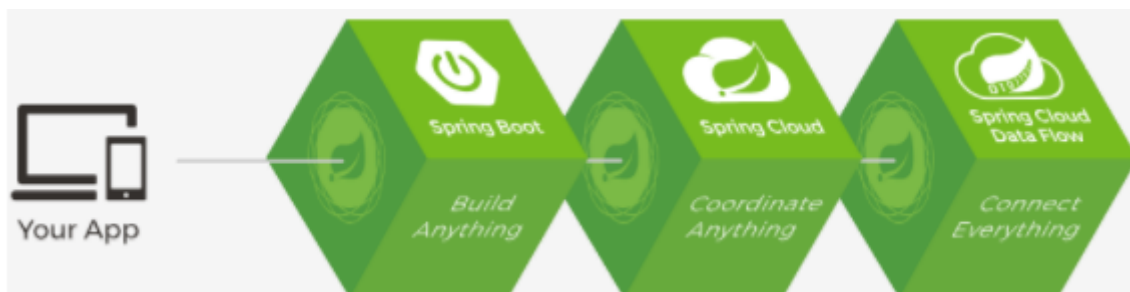 Your App
Spring Boot
Build
Anything
Spring Cloud
Coordinate
Anything
Spring Cloud
Data Flow
Connect
Everything